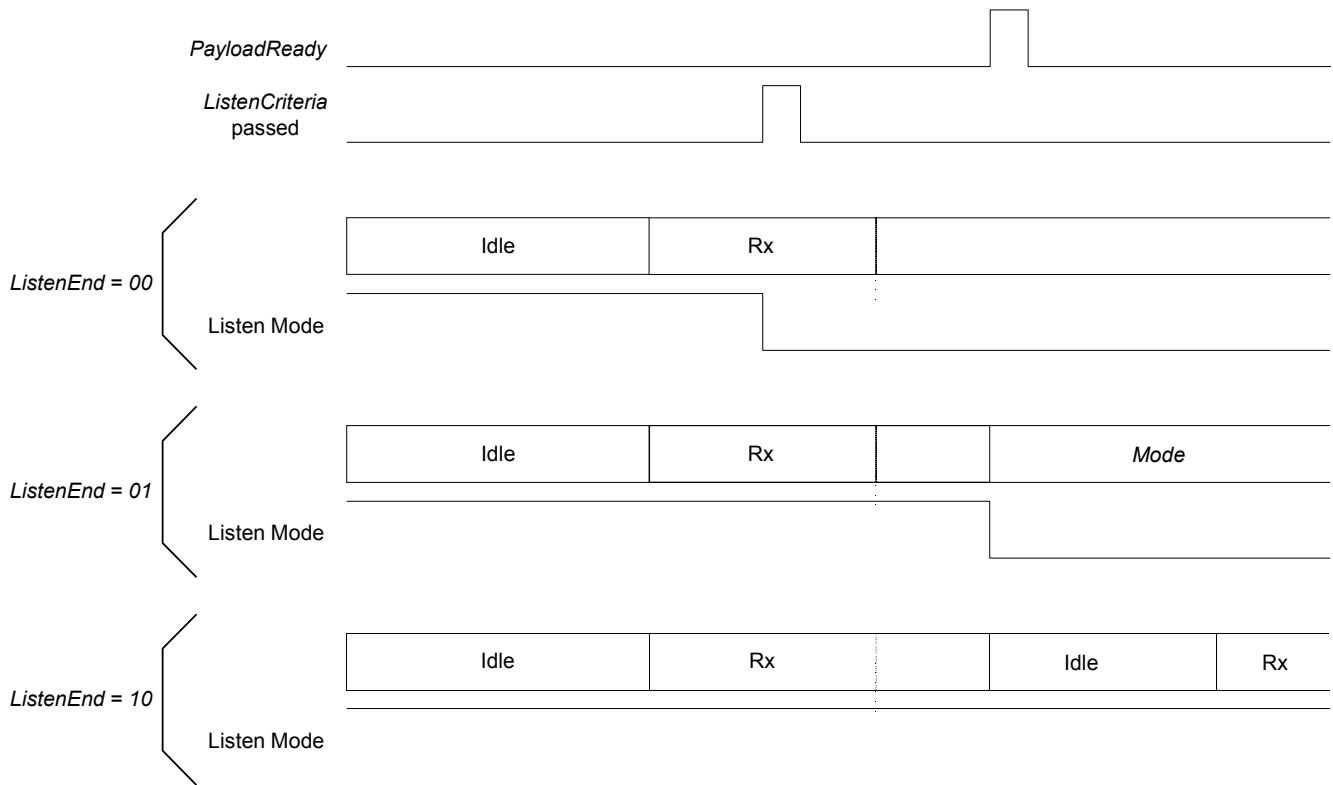 PayloadReady
ListenCriteria
passed
Idle
Rx
ListenEnd = 00
Listen Mode
Idle
Rx
Mode
ListenEnd = 01
Listen Mode
Idle
Rx
Idle
Rx
ListenEnd = 10
Listen Mode